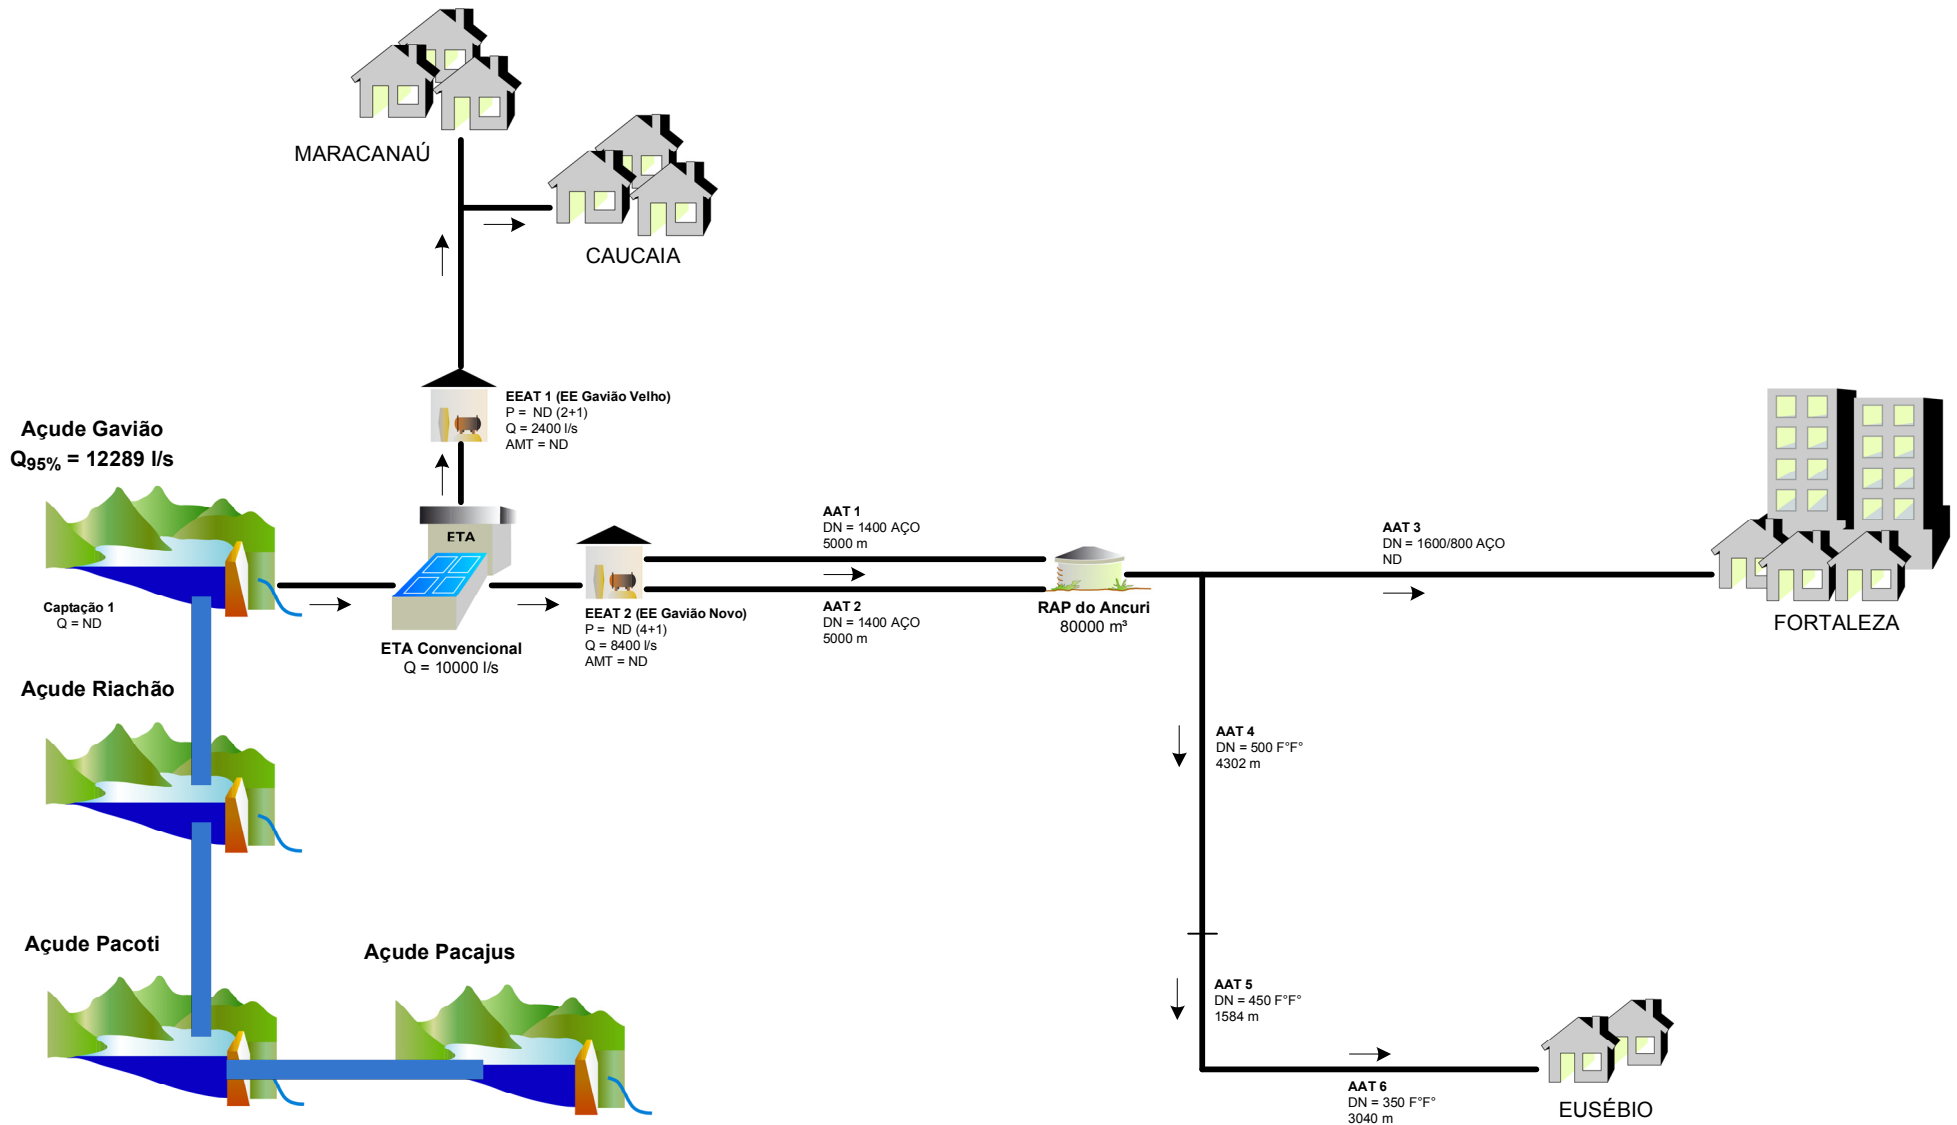 MARACANAÚ
CAUCAIA
EEAT 1 (EE Gavião Velho)
P = ND (2+1)
Q = 2400 l/s
AMT = ND
Açude Gavião
Q95% = 12289 l/s
Captação 1
Q = ND
ETA
ETA Convencional
Q = 10000 l/s
EEAT 2 (EE Gavião Novo)
P = ND (4+1)
Q = 8400 l/s
AMT = ND
AAT 1
DN = 1400 AÇO
5000 m
AAT 2
DN = 1400 AÇO
5000 m
RAP do Ancuri
80000 m³
AAT 3
DN = 1600/800 AÇO
ND
FORTALEZA
Açude Riachão
AAT 4
DN = 500 F°F°
4302 m
Açude Pacoti
Açude Pacajus
AAT 5
DN = 450 F°F°
1584 m
AAT 6
DN = 350 F°F°
3040 m
EUSÉBIO